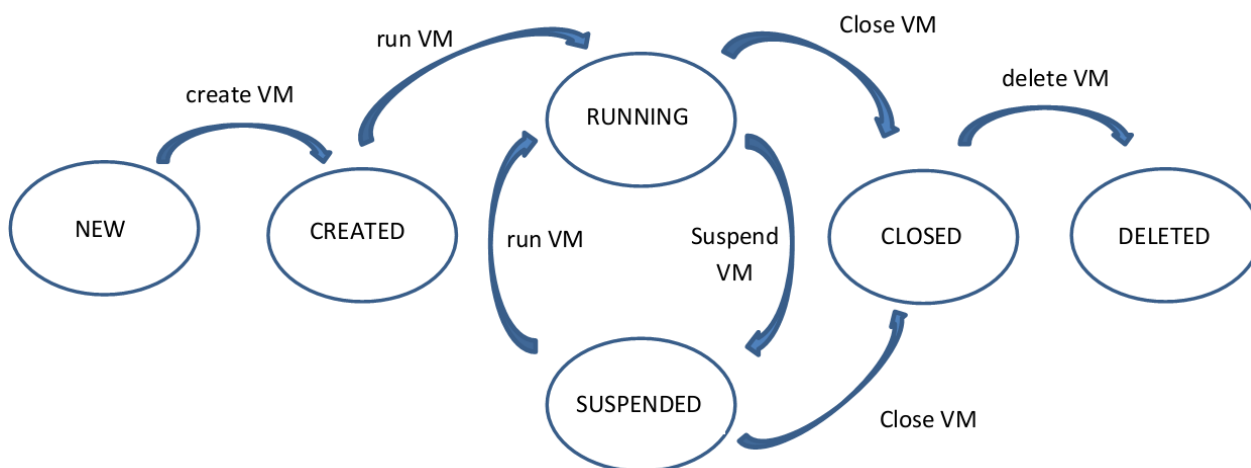 Close VM
run VM
delete VM
create VM
RUNNING
NEW
CREATED
run VM
Suspend
VM
CLOSED
DELETED
SUSPENDED
Close VM